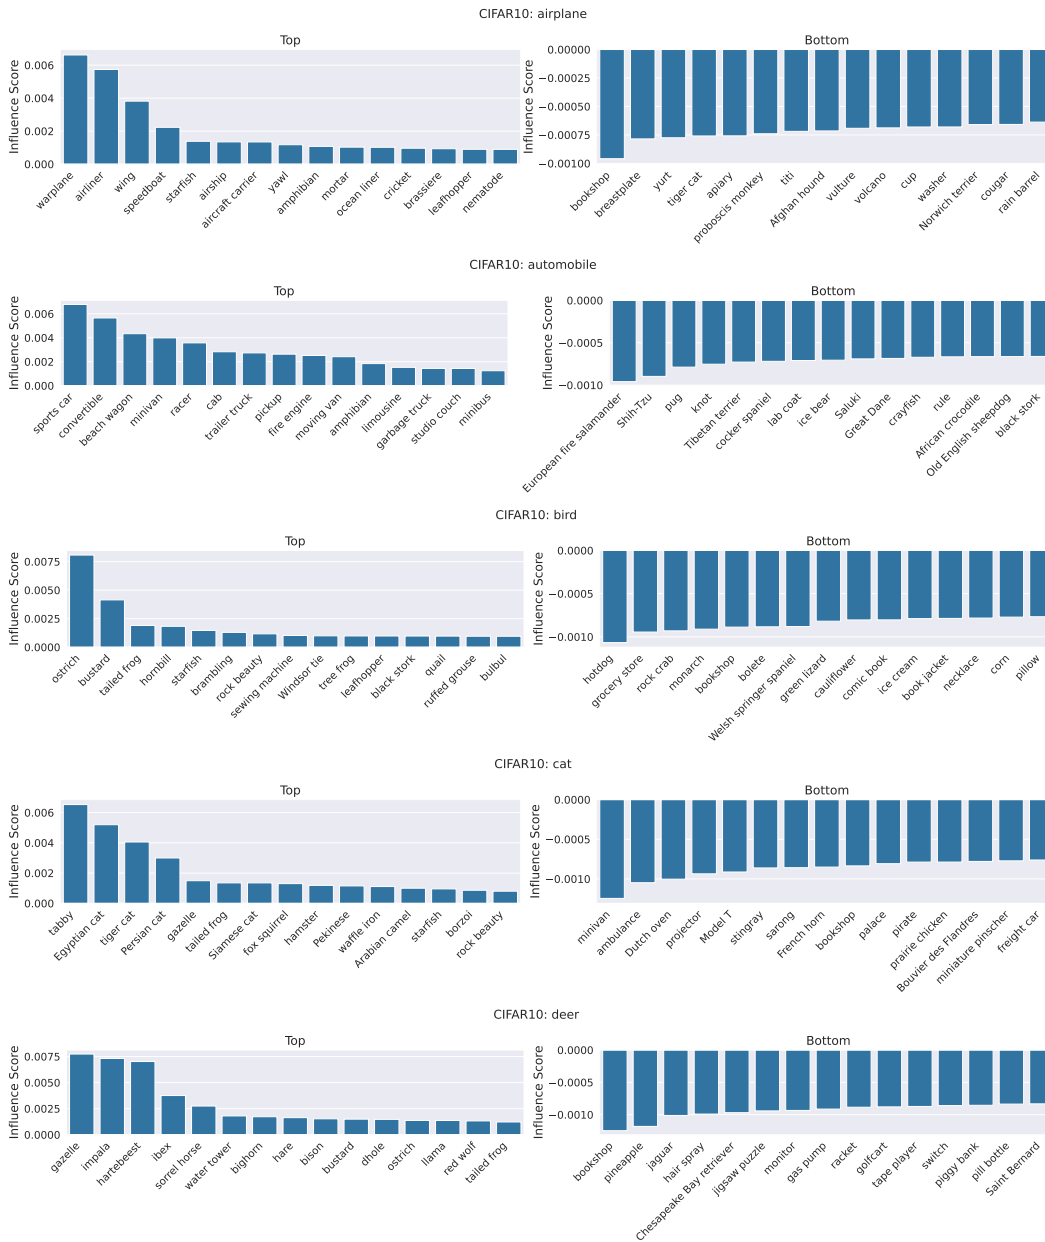 CIFAR10: airplane
Top
Influence Score
0.006
0.004
0.002
0.000
warplane
airliner
wing
speedboat
starfish
airship
aircraft carrier
yawl
amphibian
mortar
ocean liner
cricket
brassiere
leafhopper
nematode
Bottom
Influence Score
0.00000
−0.00025
−0.00050
−0.00075
−0.00100
bookshop
breastplate
yurt
tiger cat
apiary
proboscis monkey
titi
Afghan hound
vulture
volcano
cup
washer
Norwich terrier
cougar
rain barrel
CIFAR10: automobile
Top
Influence Score
0.006
0.004
0.002
0.000
sports car
convertible
beach wagon
minivan
racer
cab
trailer truck
pickup
fire engine
moving van
amphibian
limousine
garbage truck
studio couch
minibus
Bottom
Influence Score
0.0000
−0.0005
−0.0010
European fire salamander
Shih-Tzu
pug
knot
Tibetan terrier
cocker spaniel
lab coat
ice bear
Saluki
Great Dane
crayfish
rule
African crocodile
Old English sheepdog
black stork
CIFAR10: bird
Top
Influence Score
0.0075
0.0050
0.0025
0.0000
ostrich
bustard
tailed frog
hornbill
starfish
brambling
rock beauty
sewing machine
Windsor tie
tree frog
leafhopper
black stork
quail
ruffed grouse
bulbul
Bottom
Influence Score
0.0000
−0.0005
−0.0010
hotdog
grocery store
rock crab
monarch
bookshop
bolete
Welsh springer spaniel
green lizard
cauliflower
comic book
ice cream
book jacket
necklace
corn
pillow
CIFAR10: cat
Top
Influence Score
0.006
0.004
0.002
0.000
tabby
Egyptian cat
tiger cat
Persian cat
gazelle
tailed frog
Siamese cat
fox squirrel
hamster
Pekinese
waffle iron
Arabian camel
starfish
borzoi
rock beauty
Bottom
Influence Score
0.0000
−0.0005
−0.0010
minivan
ambulance
Dutch oven
projector
Model T
stingray
sarong
French horn
bookshop
palace
pirate
prairie chicken
Bouvier des Flandres
miniature pinscher
freight car
CIFAR10: deer
Top
Influence Score
0.0075
0.0050
0.0025
0.0000
gazelle
impala
hartebeest
ibex
sorrel horse
water tower
bighorn
hare
bison
bustard
dhole
ostrich
llama
red wolf
tailed frog
Bottom
Influence Score
0.0000
−0.0005
−0.0010
bookshop
pineapple
jaguar
hair spray
Chesapeake Bay retriever
jigsaw puzzle
monitor
gas pump
racket
golfcart
tape player
switch
piggy bank
pill bottle
Saint Bernard